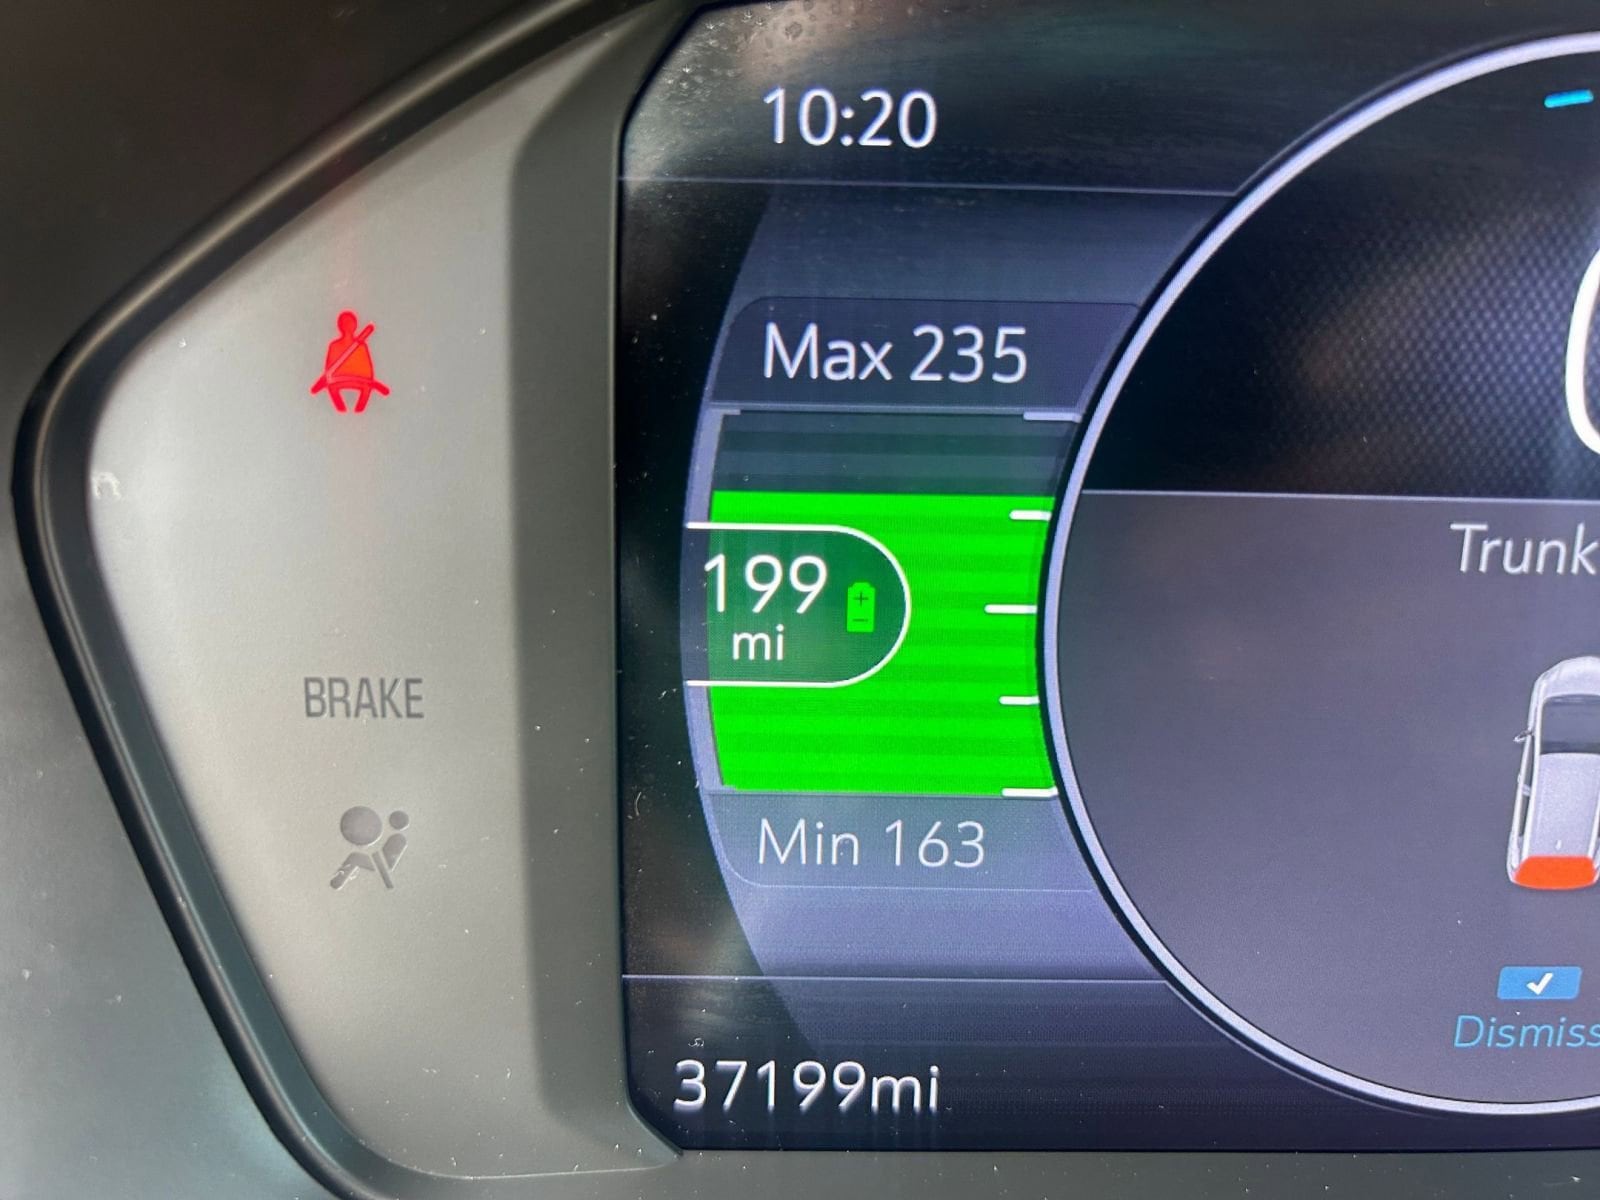 10:20
Max 235
199
mi
Min 163
37199mi
BRAKE
Trunk
Dismiss